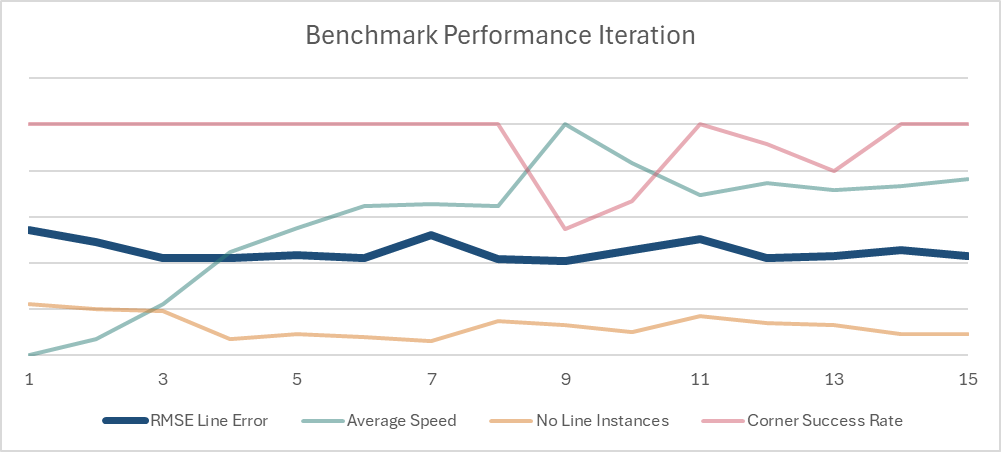 Benchmark Performance Iteration
1 3 5 7 9 11 13 15
RMSE Line Error Average Speed No Line Instances Corner Success Rate